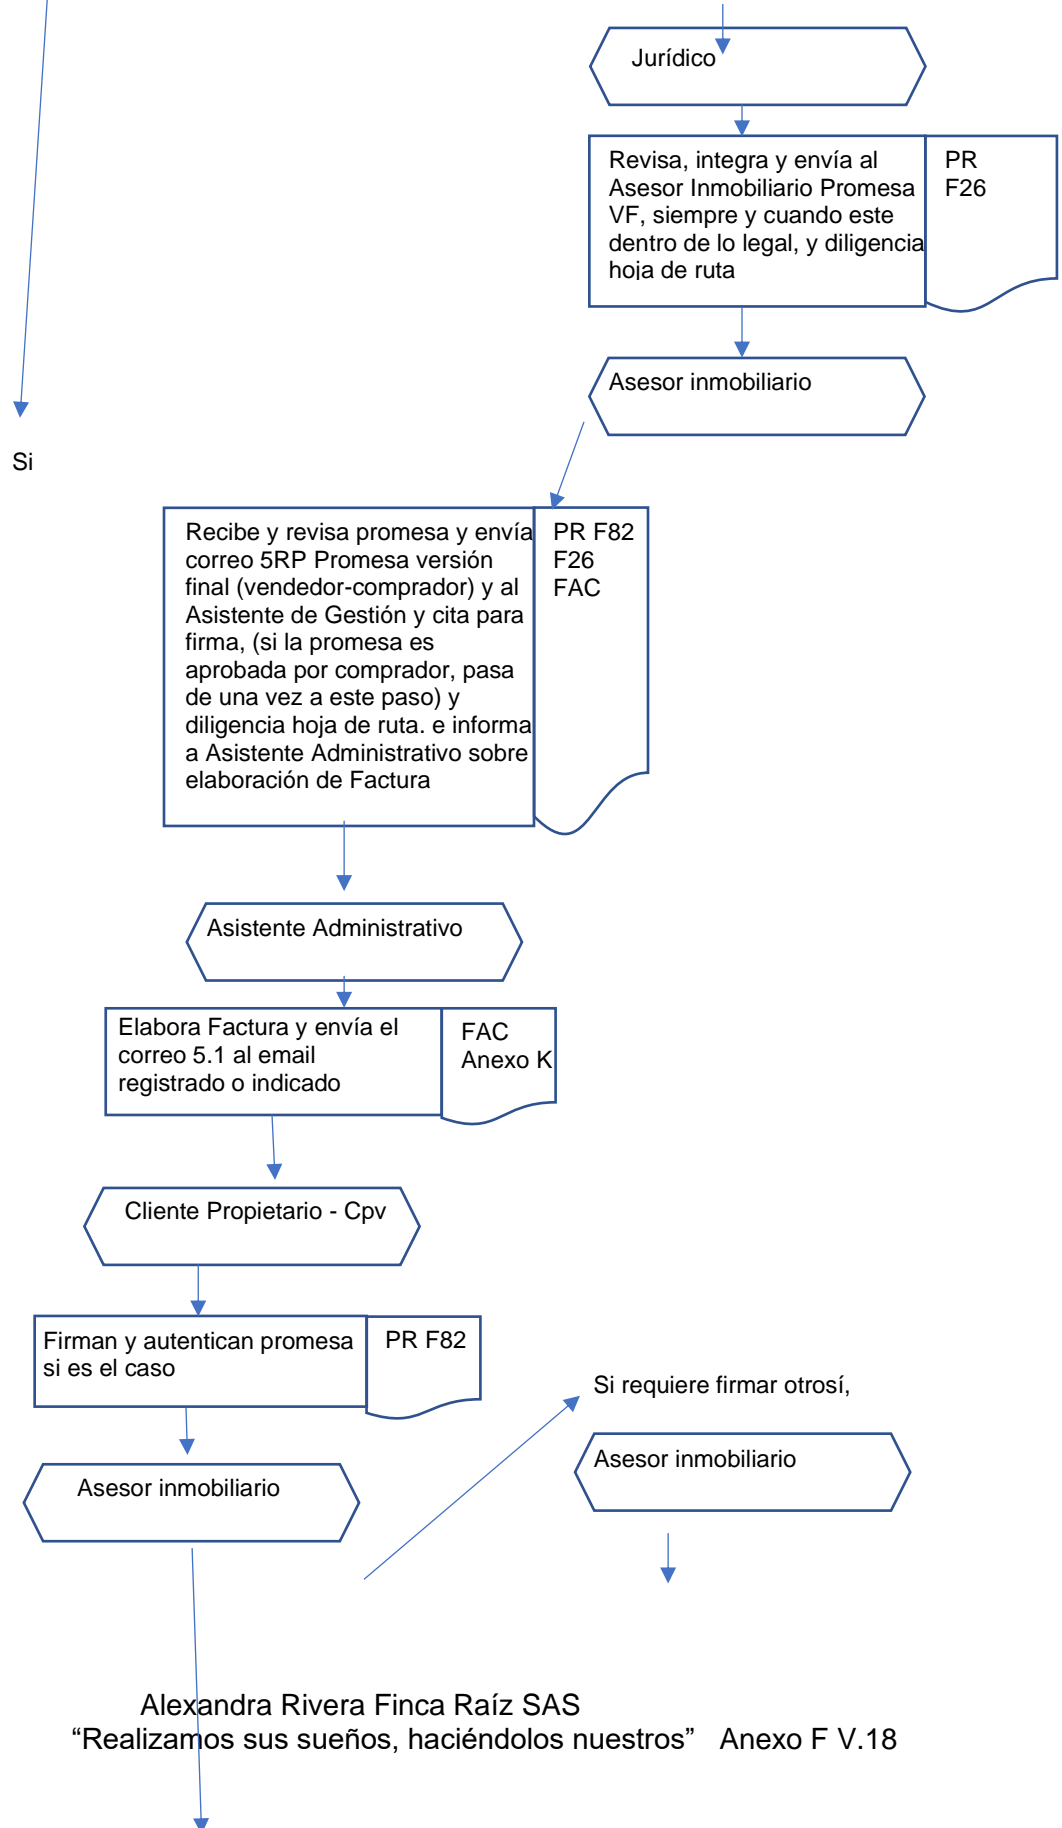 Jurídico
Revisa, integra y envía al
Asesor Inmobiliario Promesa
VF, siempre y cuando este
dentro de lo legal, y diligencia
hoja de ruta
PR
F26
Asesor inmobiliario
Si
Recibe y revisa promesa y envía
correo 5RP Promesa versión
final (vendedor-comprador) y al
Asistente de Gestión y cita para
firma, (si la promesa es
aprobada por comprador, pasa
de una vez a este paso) y
diligencia hoja de ruta. e informa
a Asistente Administrativo sobre
elaboración de Factura
PR F82
F26
FAC
Asistente Administrativo
Elabora Factura y envía el
correo 5.1 al email
registrado o indicado
FAC
Anexo K
Cliente Propietario - Cpv
Firman y autentican promesa
si es el caso
PR F82
Si requiere firmar otrosí,
Asesor inmobiliario
Asesor inmobiliario
Alexandra Rivera Finca Raíz SAS
“Realizamos sus sueños, haciéndolos nuestros” Anexo F V.18